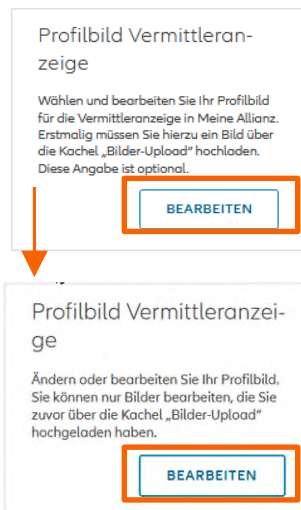 Profilbild Vermittleran-
zeige
Wählen und bearbeiten Sie Ihr Profilbild
für die Vermittleranzeige in Meine Allianz.
Erstmalig müssen Sie hierzu ein Bild über
die Kachel „Bilder-Upload“ hochladen.
Diese Angabe ist optional.
BEARBEITEN
Profilbild Vermittleranzei-
ge
Ändern oder bearbeiten Sie Ihr Profilbild.
Sie können nur Bilder bearbeiten, die Sie
zuvor über die Kachel „Bilder-Upload“
hochgeladen haben.
BEARBEITEN